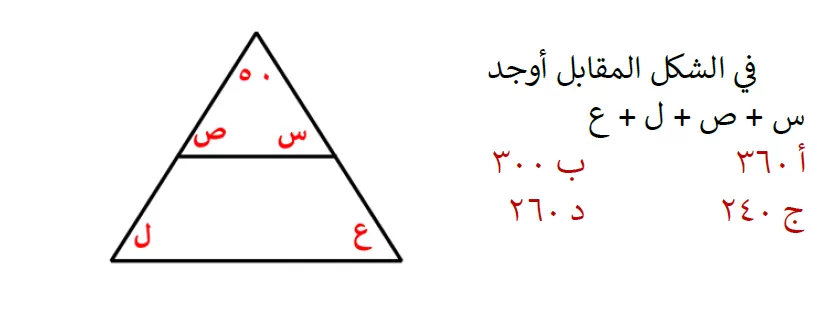 في الشكل المقابل أوجد
س + ص + ل + ع
أ ٣٦٠ ب ٣٠٠
ج ٢٤٠ د ٢٦٠
٥٠
ص س
ل ع